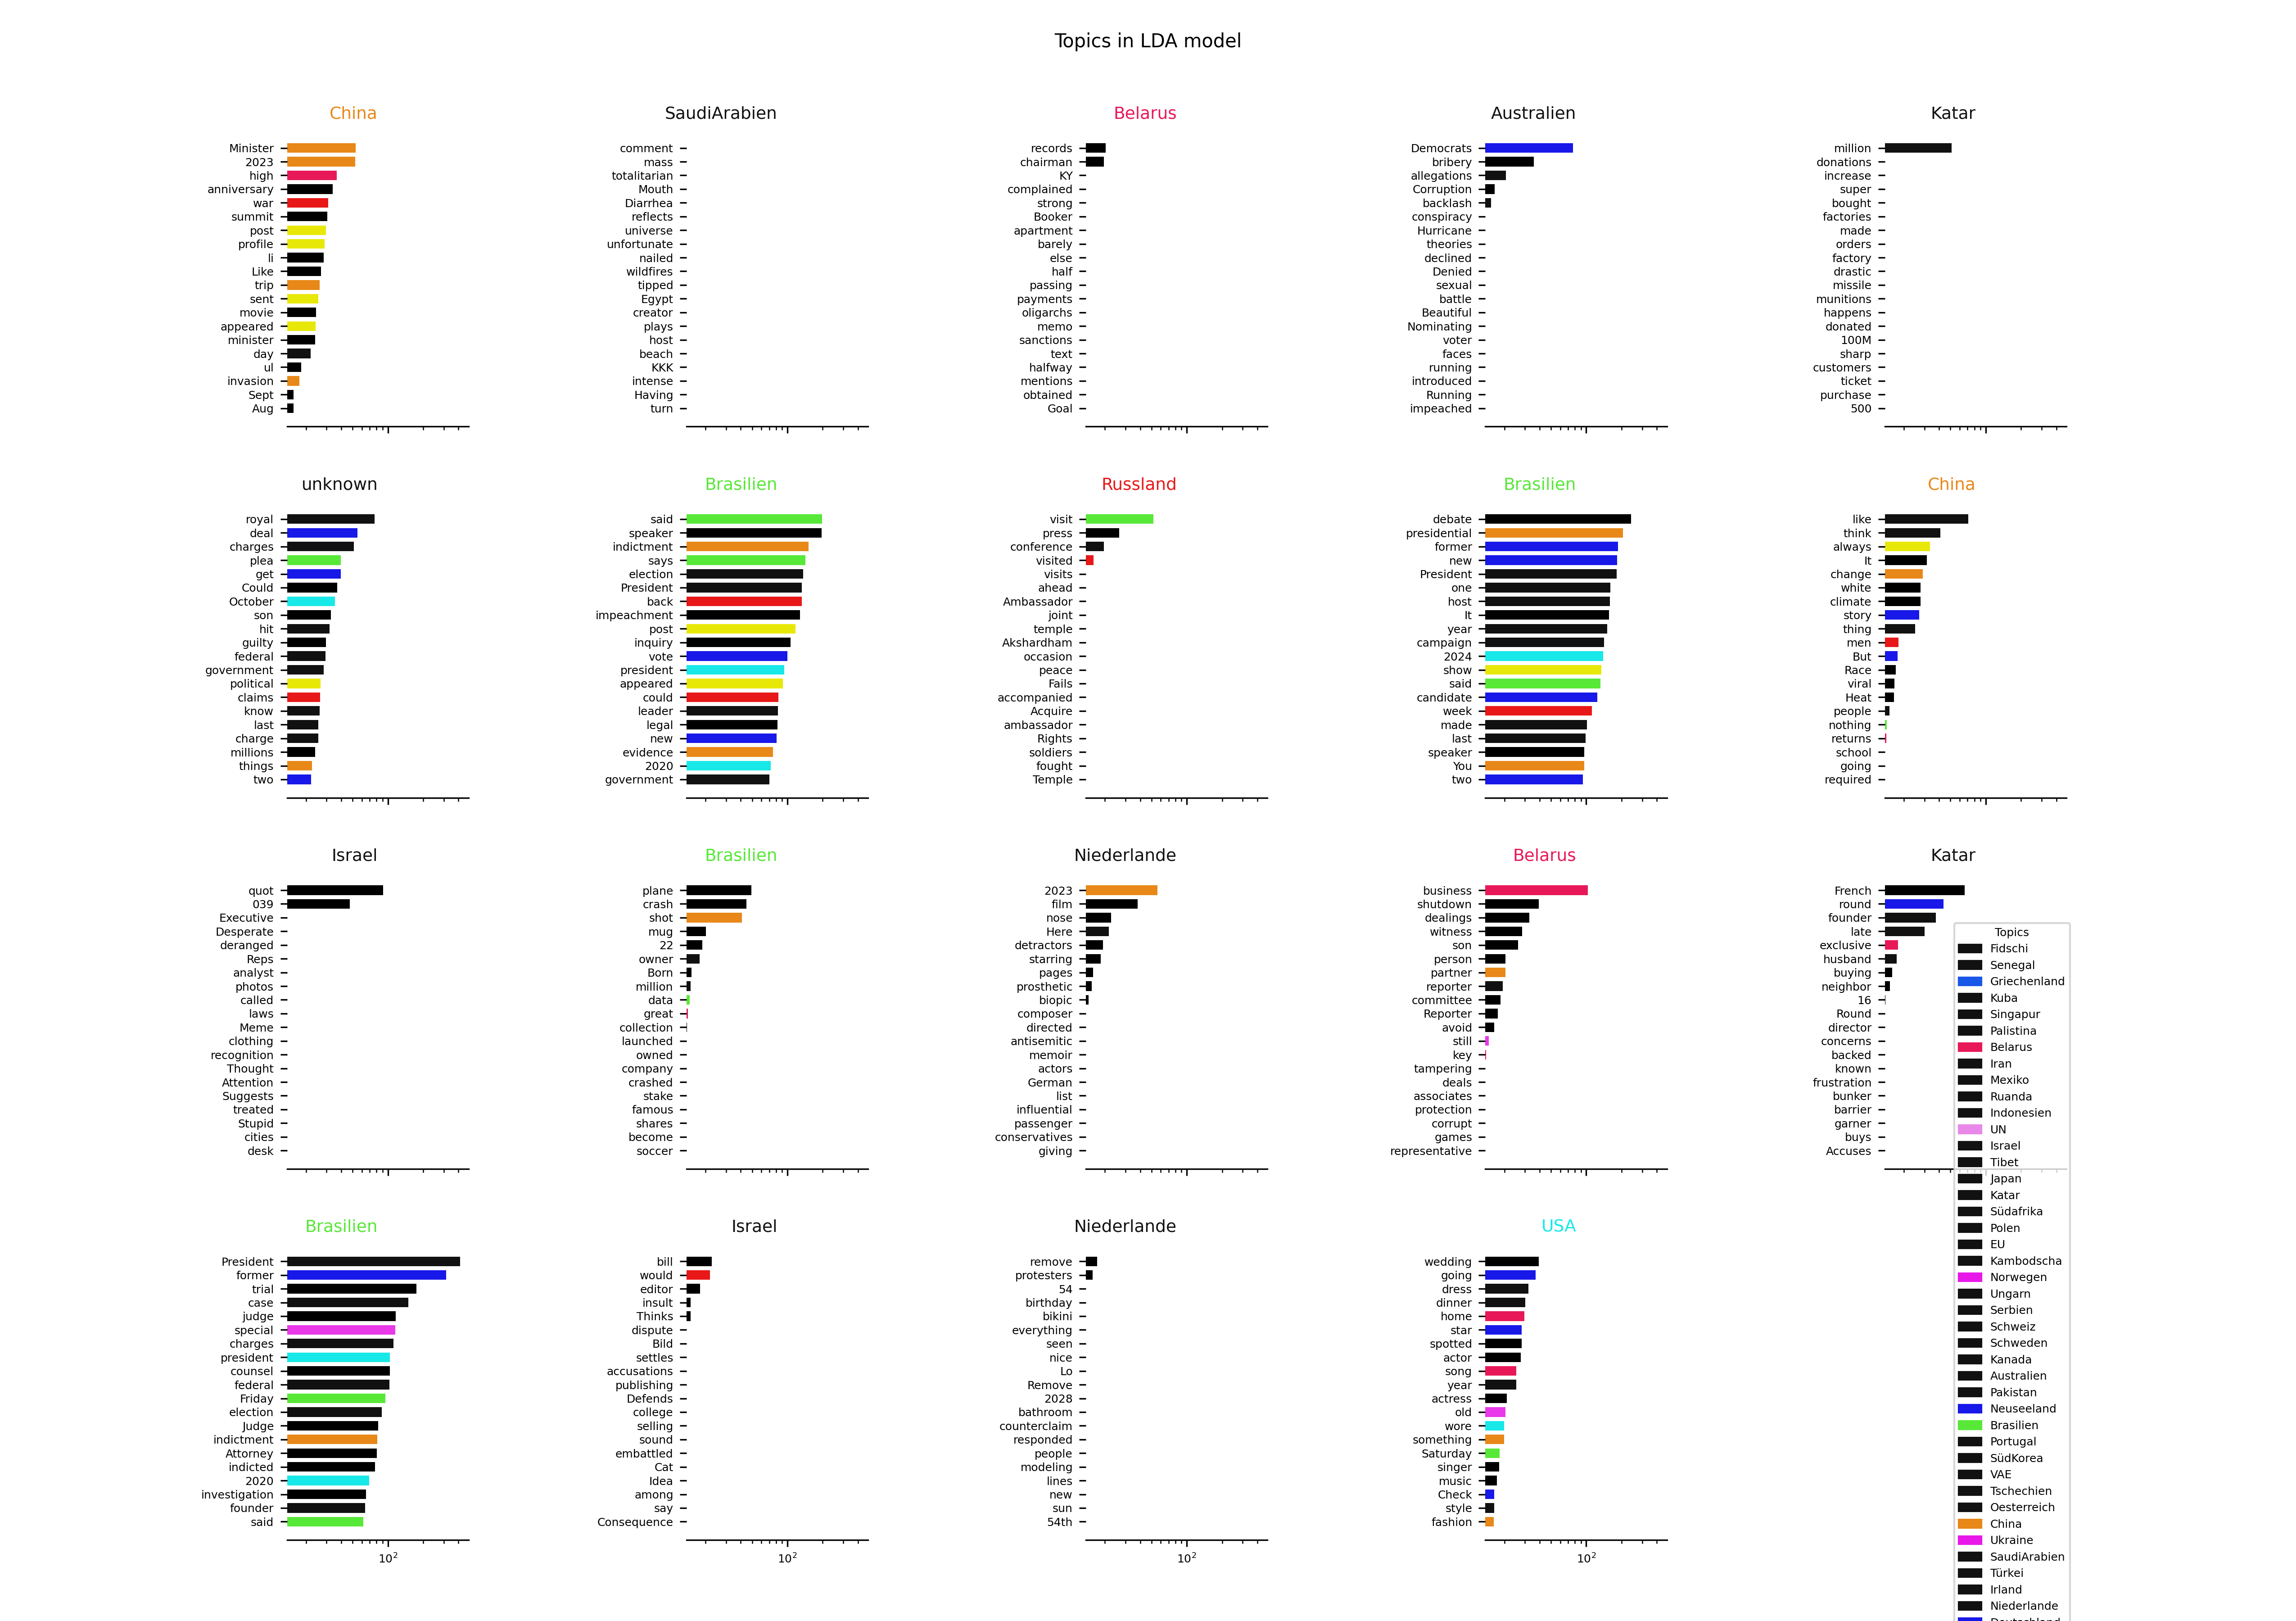 Topics in LDA model
China
Minister
2023
high
anniversary
war
summit
post
profile
li
Like
trip
sent
movie
appeared
minister
day
ul
invasion
Sept
Aug
SaudiArabien
comment
mass
totalitarian
Mouth
Diarrhea
reflects
universe
unfortunate
nailed
wildfires
tipped
Egypt
creator
plays
host
beach
KKK
intense
Having
turn
Belarus
records
chairman
KY
complained
strong
Booker
apartment
barely
else
half
passing
payments
oligarchs
memo
sanctions
text
halfway
mentions
obtained
Goal
Australien
Democrats
bribery
allegations
Corruption
backlash
conspiracy
Hurricane
theories
declined
Denied
sexual
battle
Beautiful
Nominating
voter
faces
running
introduced
Running
impeached
Katar
million
donations
increase
super
bought
factories
made
orders
factory
drastic
missile
munitions
happens
donated
100M
sharp
customers
ticket
purchase
500
unknown
royal
deal
charges
plea
get
Could
October
son
hit
guilty
federal
government
political
claims
know
last
charge
millions
things
two
Brasilien
said
speaker
indictment
says
election
President
back
impeachment
post
inquiry
vote
president
appeared
could
leader
legal
new
evidence
2020
government
Russland
visit
press
conference
visited
visits
ahead
Ambassador
joint
temple
Akshardham
occasion
peace
Fails
accompanied
Acquire
ambassador
Rights
soldiers
fought
Temple
Brasilien
debate
presidential
former
new
President
one
host
It
year
campaign
2024
show
said
candidate
week
made
last
speaker
You
two
China
like
think
always
It
change
white
climate
story
thing
men
But
Race
viral
Heat
people
nothing
returns
school
going
required
Israel
quot
039
Executive
Desperate
deranged
Reps
analyst
photos
called
laws
Meme
clothing
recognition
Thought
Attention
Suggests
treated
Stupid
cities
desk
Brasilien
plane
crash
shot
mug
22
owner
Born
million
data
great
collection
launched
owned
company
crashed
stake
famous
shares
become
soccer
Niederlande
2023
film
nose
Here
detractors
starring
pages
prosthetic
biopic
composer
directed
antisemitic
memoir
actors
German
list
influential
passenger
conservatives
giving
Belarus
business
shutdown
dealings
witness
son
person
partner
reporter
committee
Reporter
avoid
still
key
tampering
deals
associates
protection
corrupt
games
representative
Katar
French
round
founder
late
exclusive
husband
buying
neighbor
16
Round
director
concerns
backed
known
frustration
bunker
barrier
garner
buys
Accuses
Brasilien
President
former
trial
case
judge
special
charges
president
counsel
federal
Friday
election
Judge
indictment
Attorney
indicted
2020
investigation
founder
said
10²
Israel
bill
would
editor
insult
Thinks
dispute
Bild
settles
accusations
publishing
Defends
college
selling
sound
embattled
Cat
Idea
among
say
Consequence
10²
Niederlande
remove
protesters
54
birthday
bikini
everything
seen
nice
Lo
Remove
2028
bathroom
counterclaim
responded
people
modeling
lines
new
sun
54th
10²
USA
wedding
going
dress
dinner
home
star
spotted
actor
song
year
actress
old
wore
something
Saturday
singer
music
Check
style
fashion
10²
Topics
Fidschi
Senegal
Griechenland
Kuba
Singapur
Palistina
Belarus
Iran
Mexiko
Ruanda
Indonesien
UN
Israel
Tibet
Japan
Katar
Südafrika
Polen
EU
Kambodscha
Norwegen
Ungarn
Serbien
Schweiz
Schweden
Kanada
Australien
Pakistan
Neuseeland
Brasilien
Portugal
SüdKorea
VAE
Tschechien
Oesterreich
China
Ukraine
SaudiArabien
Türkei
Irland
Niederlande